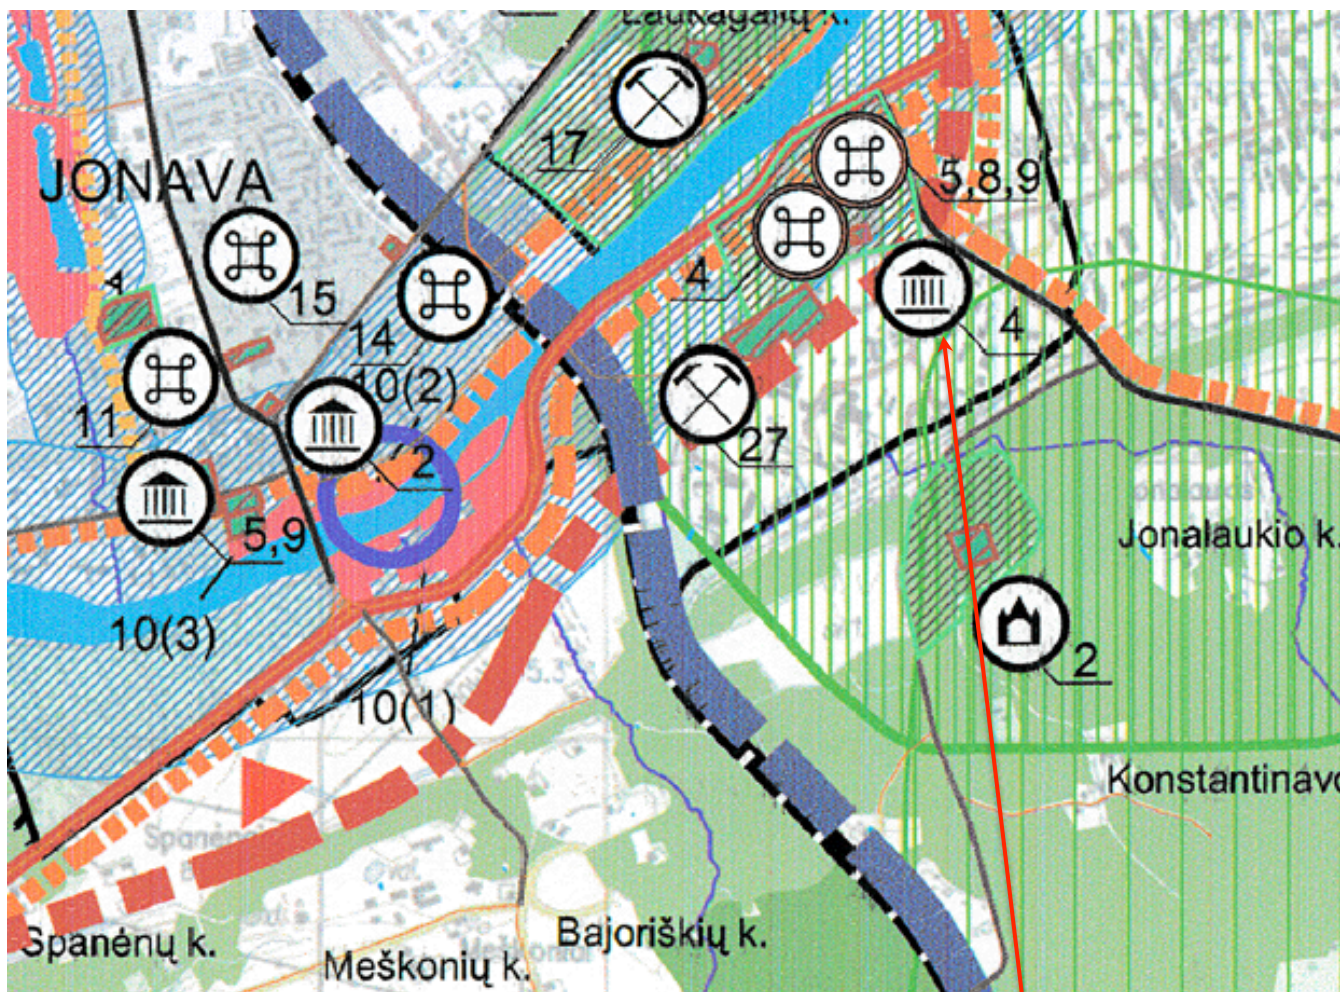 Laukagalių k.
17
JONAVA
5,8,9
4
15
14
10(2)
4
11
2
27
5,9
10(3)
Jonalaukio k.
2
10(1)
Konstantinavo
Spanėnų k.
Meškonių k.
Bajoriškių k.